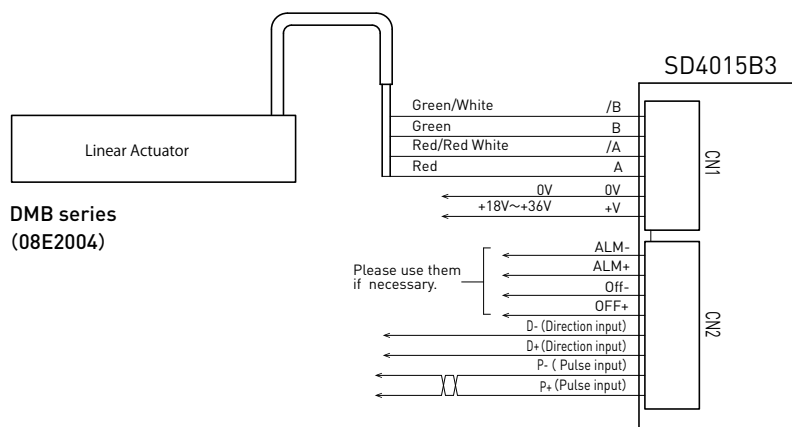 SD4015B3
Green/White /B
Green B
Red/Red White /A
Red A
0V 0V
+18V～+36V +V
CN1
Linear Actuator
DMB series
(08E2004)
Please use them
if necessary.
ALM-
ALM+
Off-
OFF+
D- (Direction input)
D+ (Direction input)
P- ( Pulse input)
P+ (Pulse input)
CN2